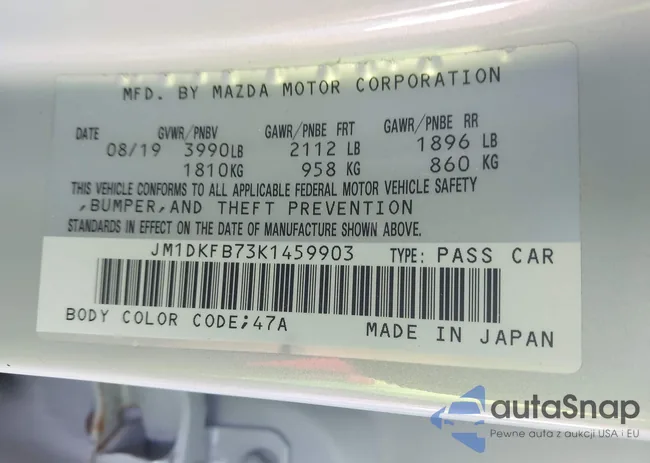 MFD. BY MAZDA MOTOR CORPORATION
DATE GVWR/PNBV GAWR/PNBE FRT GAWR/PNBE RR
08/19 3990LB 2112 LB 1896 LB
1810KG 958 KG 860 KG
THIS VEHICLE CONFORMS TO ALL APPLICABLE FEDERAL MOTOR VEHICLE SAFETY
,BUMPER,AND THEFT PREVENTION
STANDARDS IN EFFECT ON THE DATE OF MANUFACTURE SHOWN ABOVE.
JM1DKFB73K1459903 TYPE: PASS CAR
BODY COLOR CODE;47A MADE IN JAPAN
autaSnap
Pewne auta z aukcji USA i EU